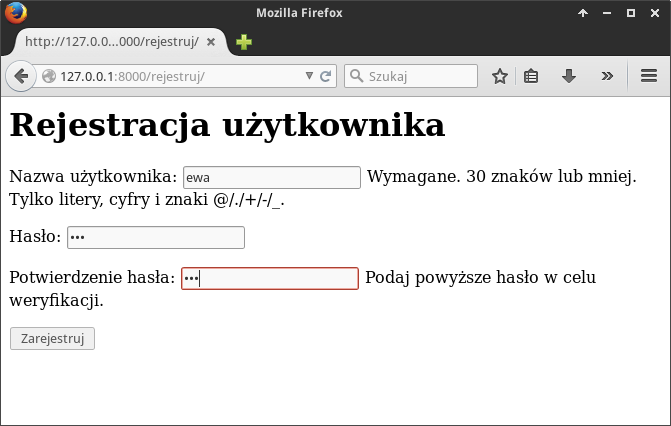 Mozilla Firefox
http://127.0.0...000/rejestruj/
127.0.0.1:8000/rejestruj/
Szukaj
Rejestracja użytkownika
Nazwa użytkownika: ewa Wymagane. 30 znaków lub mniej.
Tylko litery, cyfry i znaki @/./+/-/_.
Hasło: •••
Potwierdzenie hasła: ••• Podaj powyższe hasło w celu
weryfikacji.
Zarejestruj